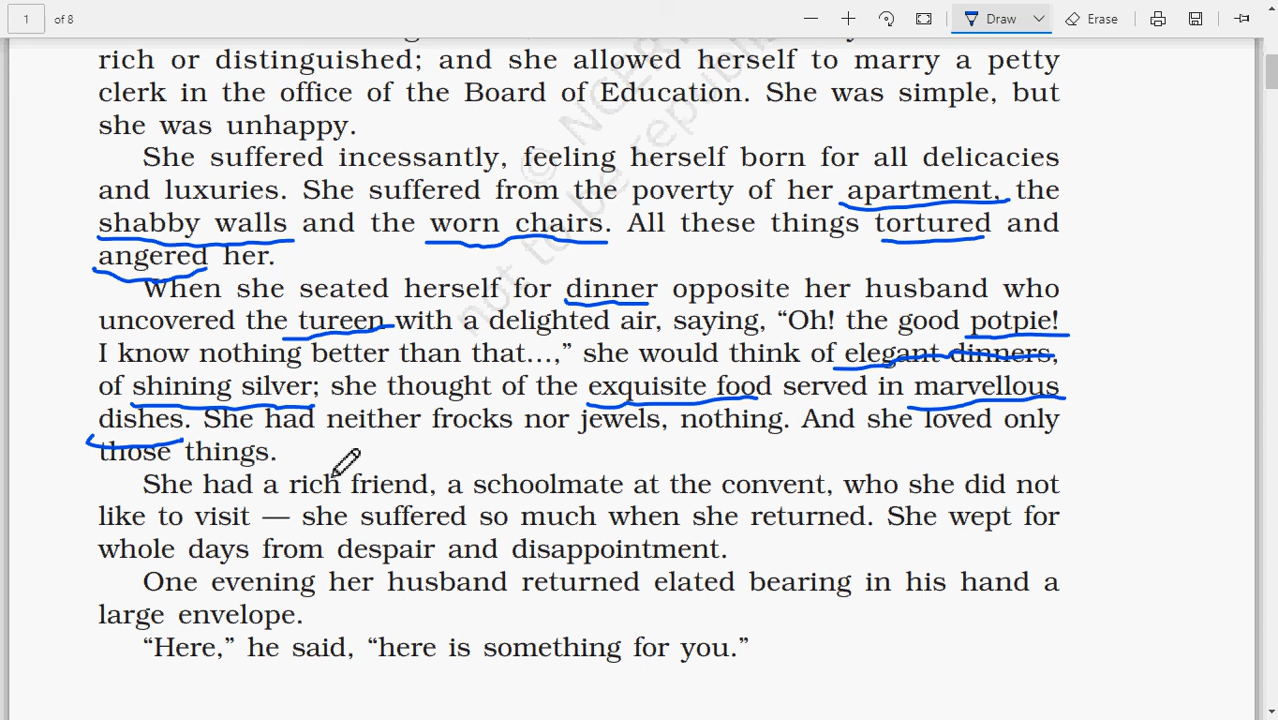 1 of 8 Draw Erase
rich or distinguished; and she allowed herself to marry a petty
clerk in the office of the Board of Education. She was simple, but
she was unhappy.
She suffered incessantly, feeling herself born for all delicacies
and luxuries. She suffered from the poverty of her apartment, the
shabby walls and the worn chairs. All these things tortured and
angered her.
When she seated herself for dinner opposite her husband who
uncovered the tureen with a delighted air, saying, “Oh! the good potpie!
I know nothing better than that…,” she would think of elegant dinners,
of shining silver; she thought of the exquisite food served in marvellous
dishes. She had neither frocks nor jewels, nothing. And she loved only
those things.
She had a rich friend, a schoolmate at the convent, who she did not
like to visit — she suffered so much when she returned. She wept for
whole days from despair and disappointment.
One evening her husband returned elated bearing in his hand a
large envelope.
“Here,” he said, “here is something for you.”
© NCERT
not to be republished